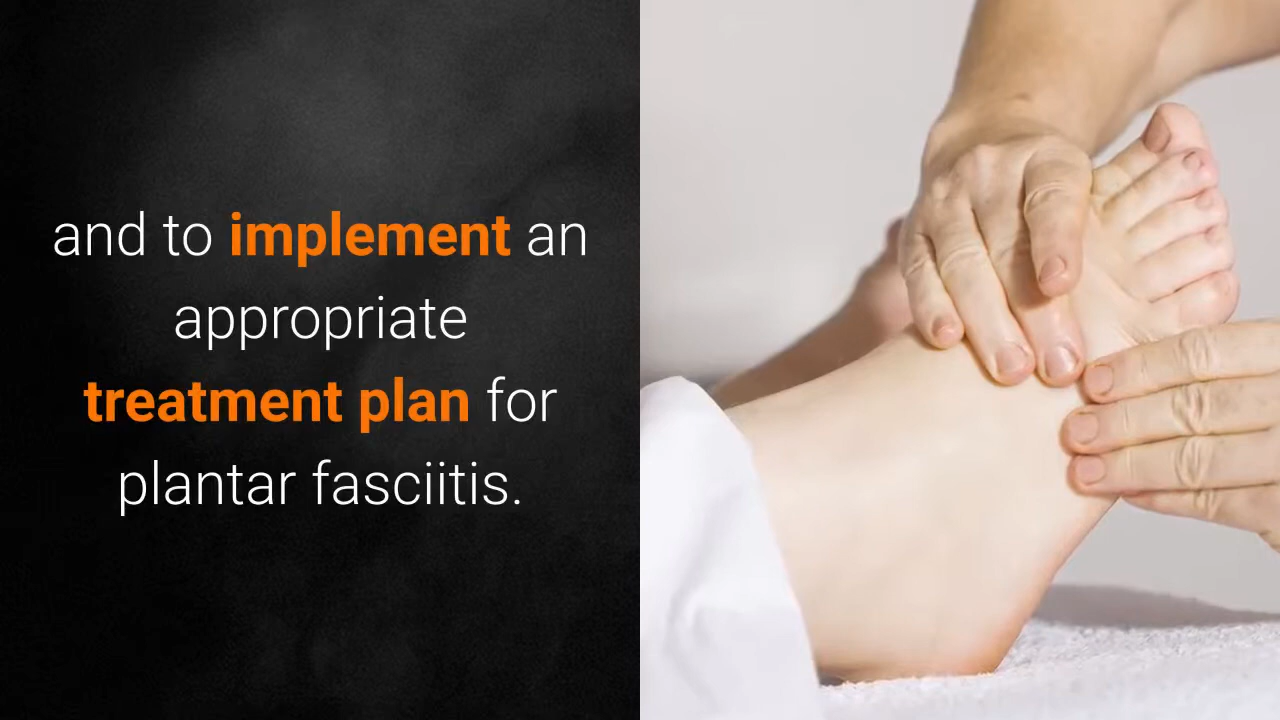 and to implement an
appropriate
treatment plan for
plantar fasciitis.